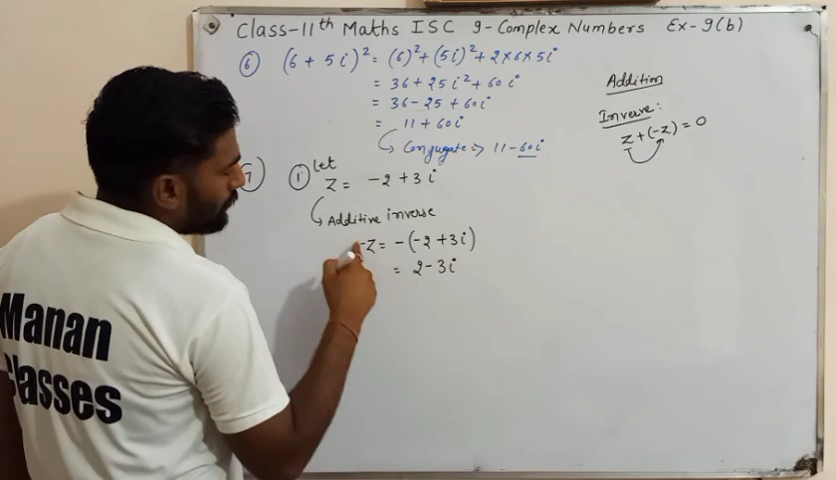 Class-11th Maths ISC 9-Complex Numbers Ex-9(b)
⑥ (6 + 5i)² = (6)² + (5i)² + 2×6×5i
= 36 + 25i² + 60i
= 36 - 25 + 60i
= 11 + 60i
Conjugate => 11 - 60i
① Let
z = -2 + 3i
Additive inverse
-z = -(-2 + 3i)
= 2 - 3i
Addition
Inverse:
z + (-z) = 0
Manan
Classes